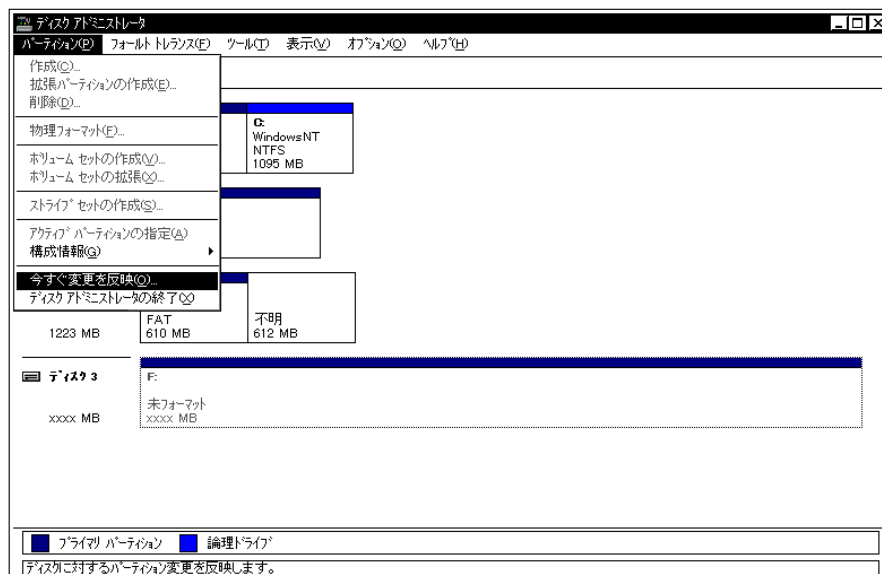 ディスク アドミニストレータ
パーティション(P) フォールト トレランス(F) ツール(T) 表示(V) オプション(O) ヘルプ(H)
作成(C)...
拡張パーティションの作成(E)...
削除(D)...
物理フォーマット(F)...
ボリューム セットの作成(V)...
ボリューム セットの拡張(X)...
ストライプ セットの作成(S)...
アクティブ パーティションの指定(A)
構成情報(G)
今すぐ変更を反映(O)...
ディスク アドミニストレータの終了(X)
C:
WindowsNT
NTFS
1095 MB
1223 MB
FAT
610 MB
不明
612 MB
ディスク 3
xxxx MB
F:
未フォーマット
xxxx MB
プライマリ パーティション 論理ドライブ
ディスクに対するパーティション変更を反映します。